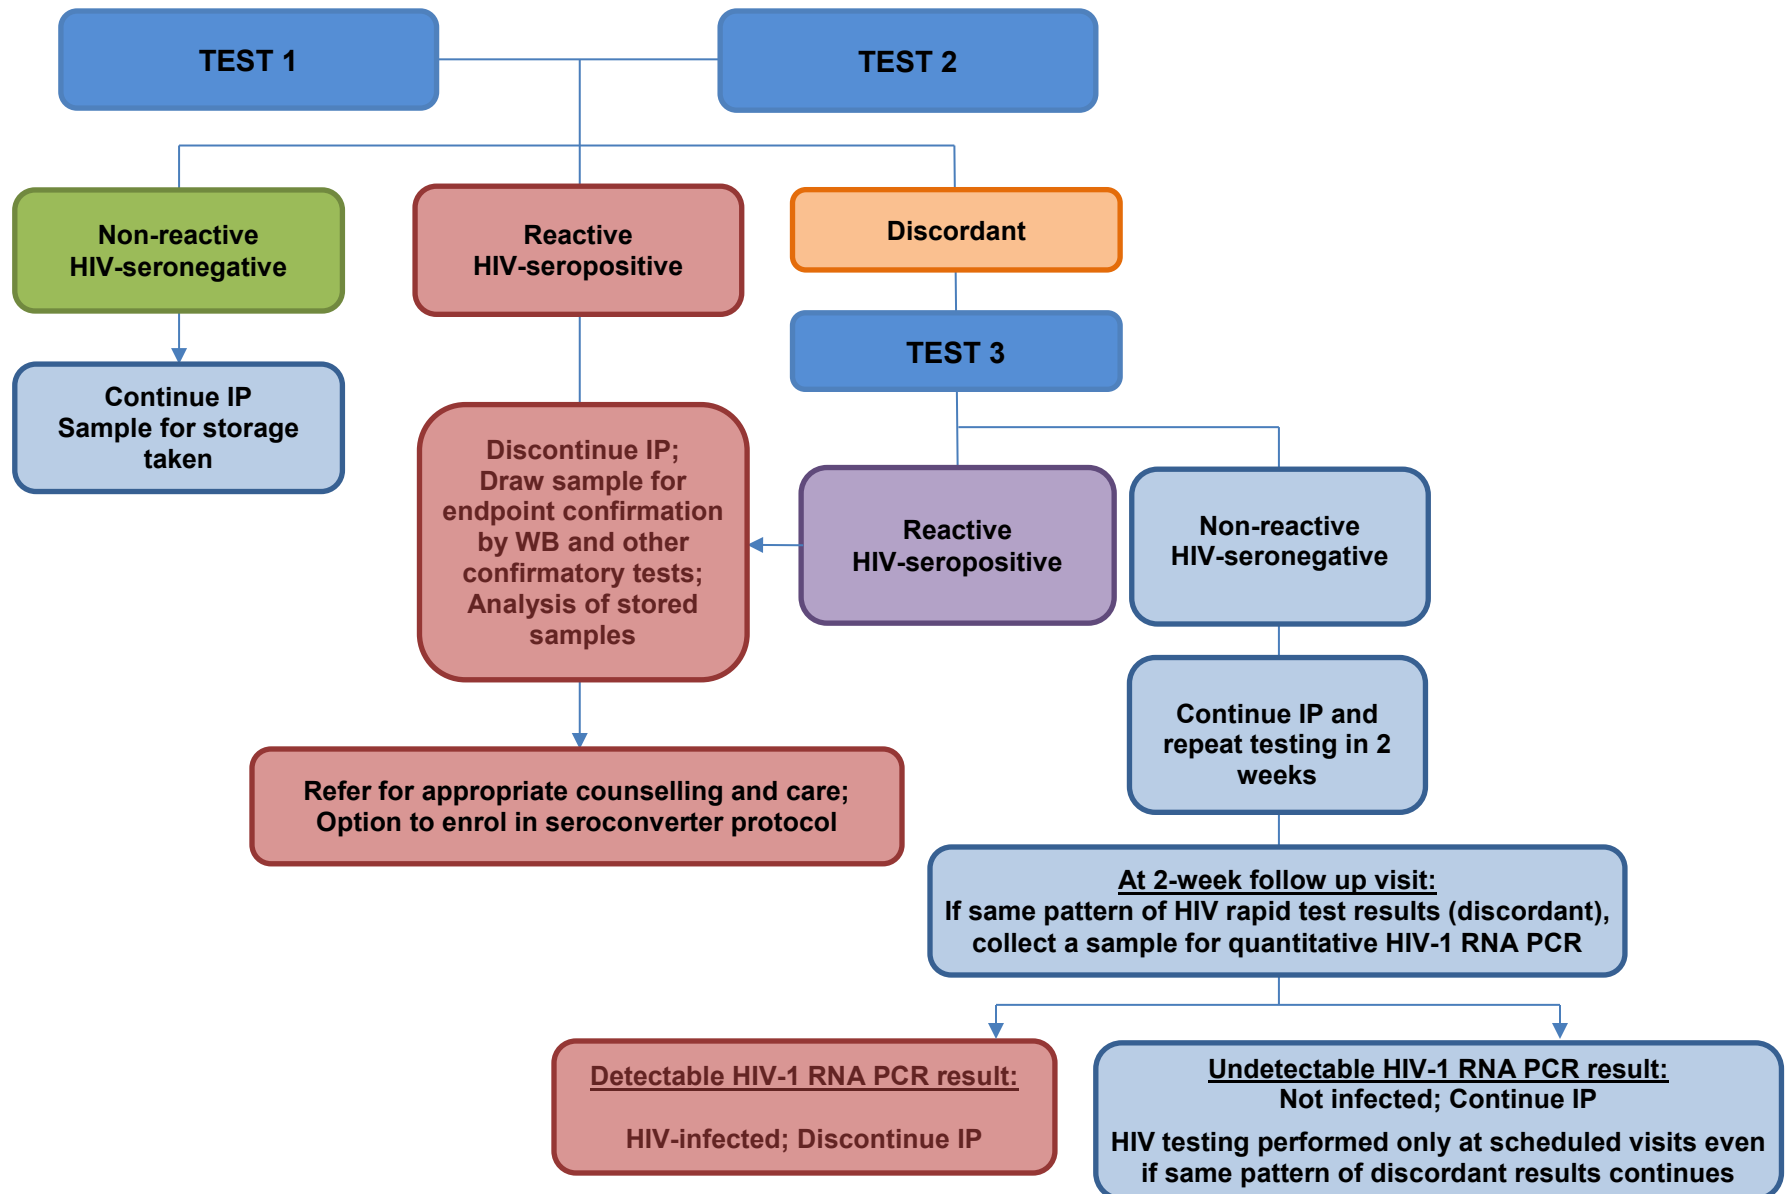 TEST 1
TEST 2
Non-reactive
HIV-seronegative
Reactive
HIV-seropositive
Discordant
TEST 3
Continue IP
Sample for storage
taken
Discontinue IP;
Draw sample for
endpoint confirmation
by WB and other
confirmatory tests;
Analysis of stored
samples
Reactive
HIV-seropositive
Non-reactive
HIV-seronegative
Continue IP and
repeat testing in 2
weeks
Refer for appropriate counselling and care;
Option to enrol in seroconverter protocol
At 2-week follow up visit:
If same pattern of HIV rapid test results (discordant),
collect a sample for quantitative HIV-1 RNA PCR
Detectable HIV-1 RNA PCR result:
HIV-infected; Discontinue IP
Undetectable HIV-1 RNA PCR result:
Not infected; Continue IP
HIV testing performed only at scheduled visits even
if same pattern of discordant results continues